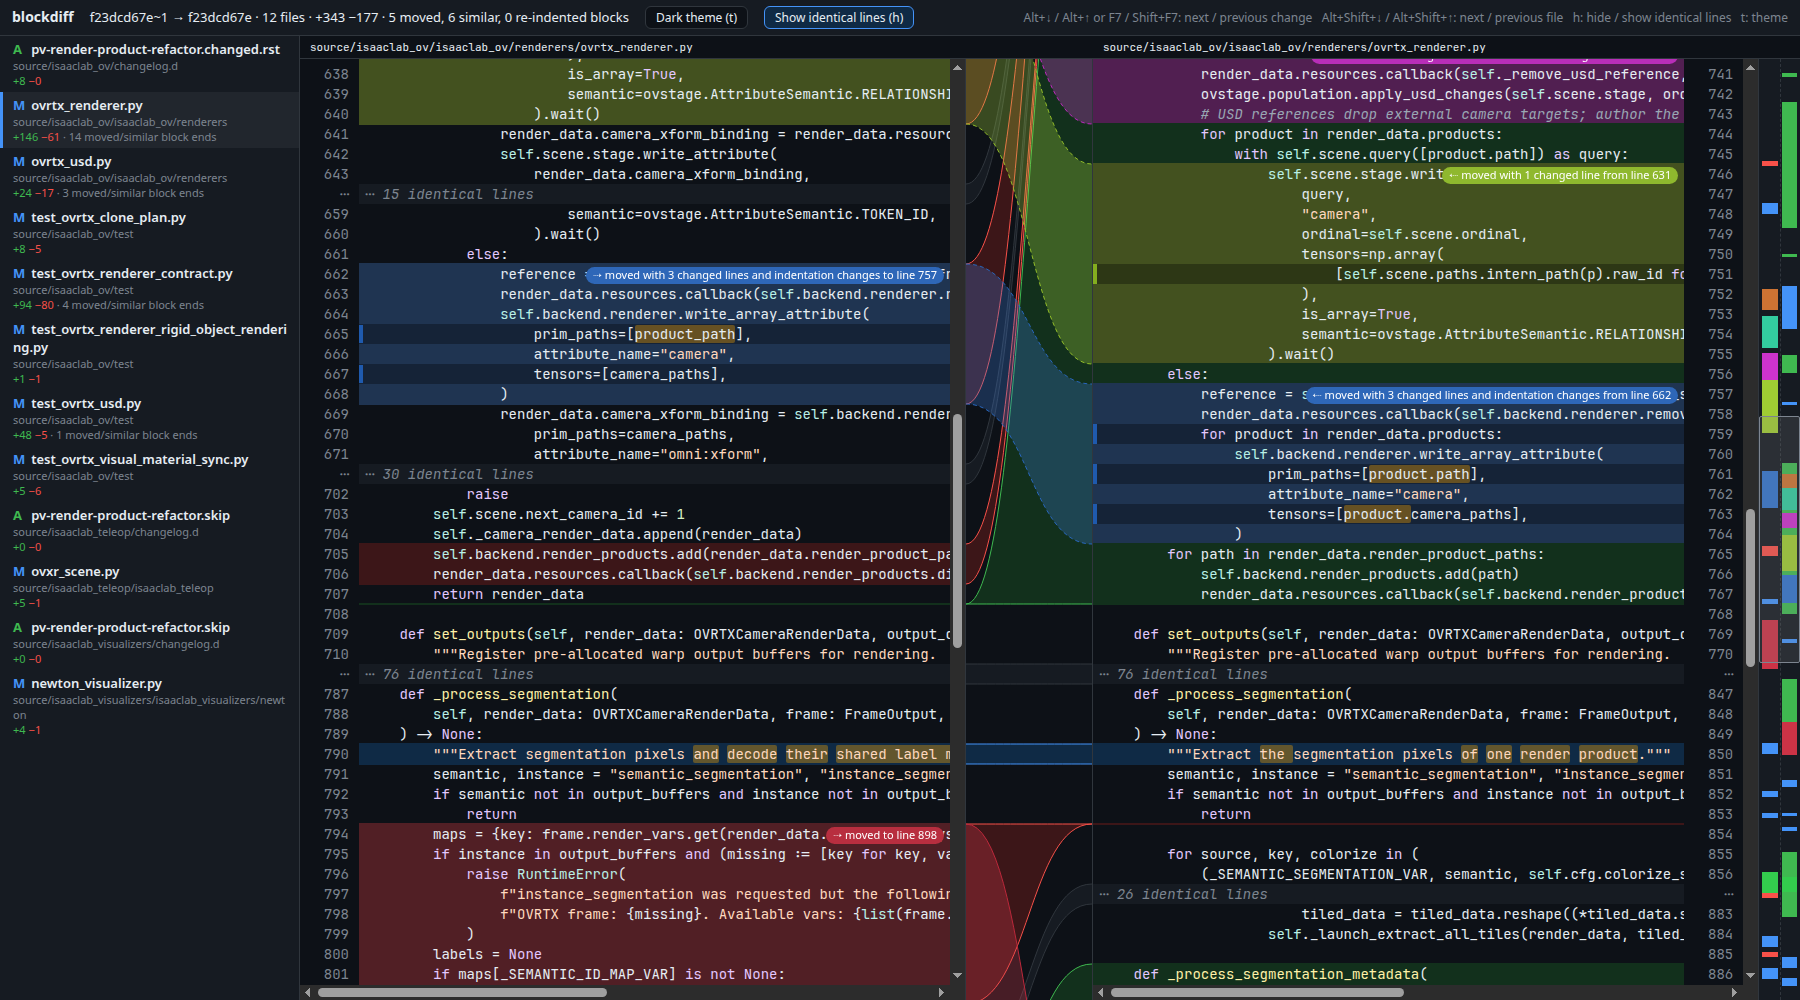 blockdiff f23dcd67e~1 → f23dcd67e · 12 files · +343 −177 · 5 moved, 6 similar, 0 re-indented blocks Dark theme (t) Show identical lines (h) Alt+↓ / Alt+↑ or F7 / Shift+F7: next / previous change Alt+Shift+↓ / Alt+Shift+↑: next / previous file h: hide / show identical lines t: theme
A pv-render-product-refactor.changed.rst
source/isaaclab_ov/changelog.d
+8 −0
M ovrtx_renderer.py
source/isaaclab_ov/isaaclab_ov/renderers
+146 −61 · 14 moved/similar block ends
M ovrtx_usd.py
source/isaaclab_ov/isaaclab_ov/renderers
+24 −17 · 3 moved/similar block ends
M test_ovrtx_clone_plan.py
source/isaaclab_ov/test
+8 −5
M test_ovrtx_renderer_contract.py
source/isaaclab_ov/test
+94 −80 · 4 moved/similar block ends
M test_ovrtx_renderer_rigid_object_renderi
ng.py
source/isaaclab_ov/test
+1 −1
M test_ovrtx_usd.py
source/isaaclab_ov/test
+48 −5 · 1 moved/similar block ends
M test_ovrtx_visual_material_sync.py
source/isaaclab_ov/test
+5 −6
A pv-render-product-refactor.skip
source/isaaclab_teleop/changelog.d
+0 −0
M ovxr_scene.py
source/isaaclab_teleop/isaaclab_teleop
+5 −1
A pv-render-product-refactor.skip
source/isaaclab_visualizers/changelog.d
+0 −0
M newton_visualizer.py
source/isaaclab_visualizers/isaaclab_visualizers/newt
on
+4 −1
source/isaaclab_ov/isaaclab_ov/renderers/ovrtx_renderer.py
638 is_array=True,
639 semantic=ovstage.AttributeSemantic.RELATIONSHI
640 ).wait()
641 render_data.camera_xform_binding = render_data.resourc
642 self.scene.stage.write_attribute(
643 render_data.camera_xform_binding,
··· ··· 15 identical lines
659 semantic=ovstage.AttributeSemantic.TOKEN_ID,
660 ).wait()
661 else:
662 reference = → moved with 3 changed lines and indentation changes to line 757
663 render_data.resources.callback(self.backend.renderer.r
664 self.backend.renderer.write_array_attribute(
665 prim_paths=[product_path],
666 attribute_name="camera",
667 tensors=[camera_paths],
668 )
669 render_data.camera_xform_binding = self.backend.render
670 prim_paths=camera_paths,
671 attribute_name="omni:xform",
··· ··· 30 identical lines
702 raise
703 self.scene.next_camera_id += 1
704 self._camera_render_data.append(render_data)
705 self.backend.render_products.add(render_data.render_product_pa
706 render_data.resources.callback(self.backend.render_products.di
707 return render_data
708
709 def set_outputs(self, render_data: OVRTXCameraRenderData, output_d
710 """Register pre-allocated warp output buffers for rendering.
··· ··· 76 identical lines
787 def _process_segmentation(
788 self, render_data: OVRTXCameraRenderData, frame: FrameOutput,
789 ) -> None:
790 """Extract segmentation pixels and decode their shared label m
791 semantic, instance = "semantic_segmentation", "instance_segmen
792 if semantic not in output_buffers and instance not in output_b
793 return
794 maps = {key: frame.render_vars.get(render_data. → moved to line 898
795 if instance in output_buffers and (missing := [key for key, va
796 raise RuntimeError(
797 f"instance_segmentation was requested but the followin
798 f"OVRTX frame: {missing}. Available vars: {list(frame.
799 )
800 labels = None
801 if maps[_SEMANTIC_ID_MAP_VAR] is not None:
source/isaaclab_ov/isaaclab_ov/renderers/ovrtx_renderer.py
render_data.resources.callback(self._remove_usd_reference, 741
ovstage.population.apply_usd_changes(self.scene.stage, ord 742
# USD references drop external camera targets; author the 743
for product in render_data.products: 744
with self.scene.query([product.path]) as query: 745
self.scene.stage.writ ← moved with 1 changed line from line 631 746
query, 747
"camera", 748
ordinal=self.scene.ordinal, 749
tensors=np.array( 750
[self.scene.paths.intern_path(p).raw_id fo 751
), 752
is_array=True, 753
semantic=ovstage.AttributeSemantic.RELATIONSHI 754
).wait() 755
else: 756
reference = s ← moved with 3 changed lines and indentation changes from line 662 757
render_data.resources.callback(self.backend.renderer.remov 758
for product in render_data.products: 759
self.backend.renderer.write_array_attribute( 760
prim_paths=[product.path], 761
attribute_name="camera", 762
tensors=[product.camera_paths], 763
) 764
for path in render_data.render_product_paths: 765
self.backend.render_products.add(path) 766
render_data.resources.callback(self.backend.render_product 767
768
def set_outputs(self, render_data: OVRTXCameraRenderData, output_d 769
"""Register pre-allocated warp output buffers for rendering. 770
··· 76 identical lines ···
def _process_segmentation( 847
self, render_data: OVRTXCameraRenderData, frame: FrameOutput, 848
) -> None: 849
"""Extract the segmentation pixels of one render product.""" 850
semantic, instance = "semantic_segmentation", "instance_segmen 851
if semantic not in output_buffers and instance not in output_b 852
return 853
854
for source, key, colorize in ( 855
(_SEMANTIC_SEGMENTATION_VAR, semantic, self.cfg.colorize_s 856
··· 26 identical lines ···
tiled_data = tiled_data.reshape((*tiled_data.s 883
self._launch_extract_all_tiles(render_data, tiled_ 884
885
def _process_segmentation_metadata( 886